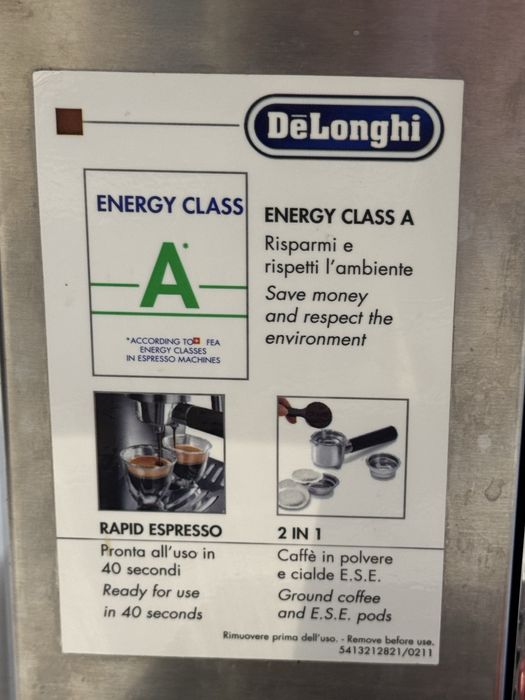 DēLonghi
ENERGY CLASS
A*
*ACCORDING TO FEA
ENERGY CLASSES
IN ESPRESSO MACHINES
ENERGY CLASS A
Risparmi e
rispetti l'ambiente
Save money
and respect the
environment
RAPID ESPRESSO
Pronta all'uso in
40 secondi
Ready for use
in 40 seconds
2 IN 1
Caffè in polvere
e cialde E.S.E.
Ground coffee
and E.S.E. pods
Rimuovere prima dell'uso. - Remove before use.
5413212821/0211